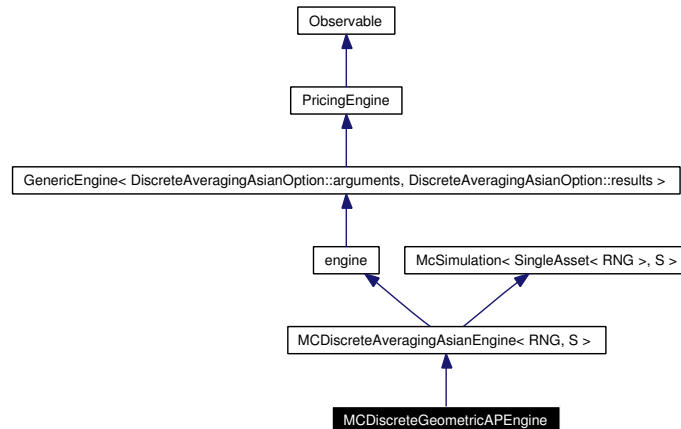 Observable
PricingEngine
GenericEngine< DiscreteAveragingAsianOption::arguments, DiscreteAveragingAsianOption::results >
engine
McSimulation< SingleAsset< RNG >, S >
MCDiscreteAveragingAsianEngine< RNG, S >
MCDiscreteGeometricAPEngine